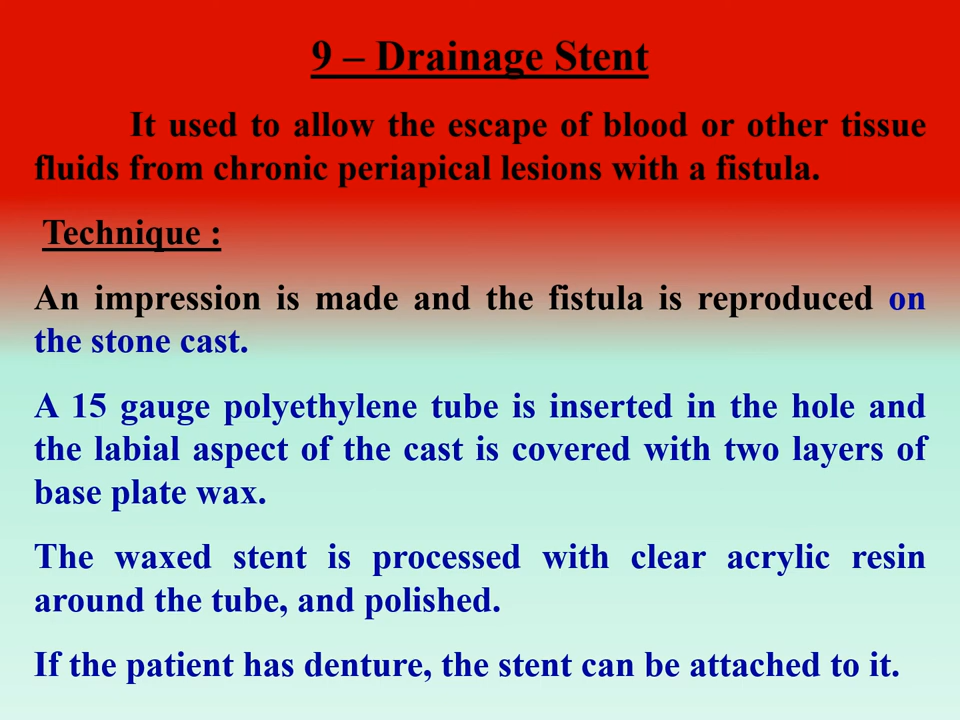 9 – Drainage Stent
It used to allow the escape of blood or other tissue
fluids from chronic periapical lesions with a fistula.
Technique :
An impression is made and the fistula is reproduced on
the stone cast.
A 15 gauge polyethylene tube is inserted in the hole and
the labial aspect of the cast is covered with two layers of
base plate wax.
The waxed stent is processed with clear acrylic resin
around the tube, and polished.
If the patient has denture, the stent can be attached to it.